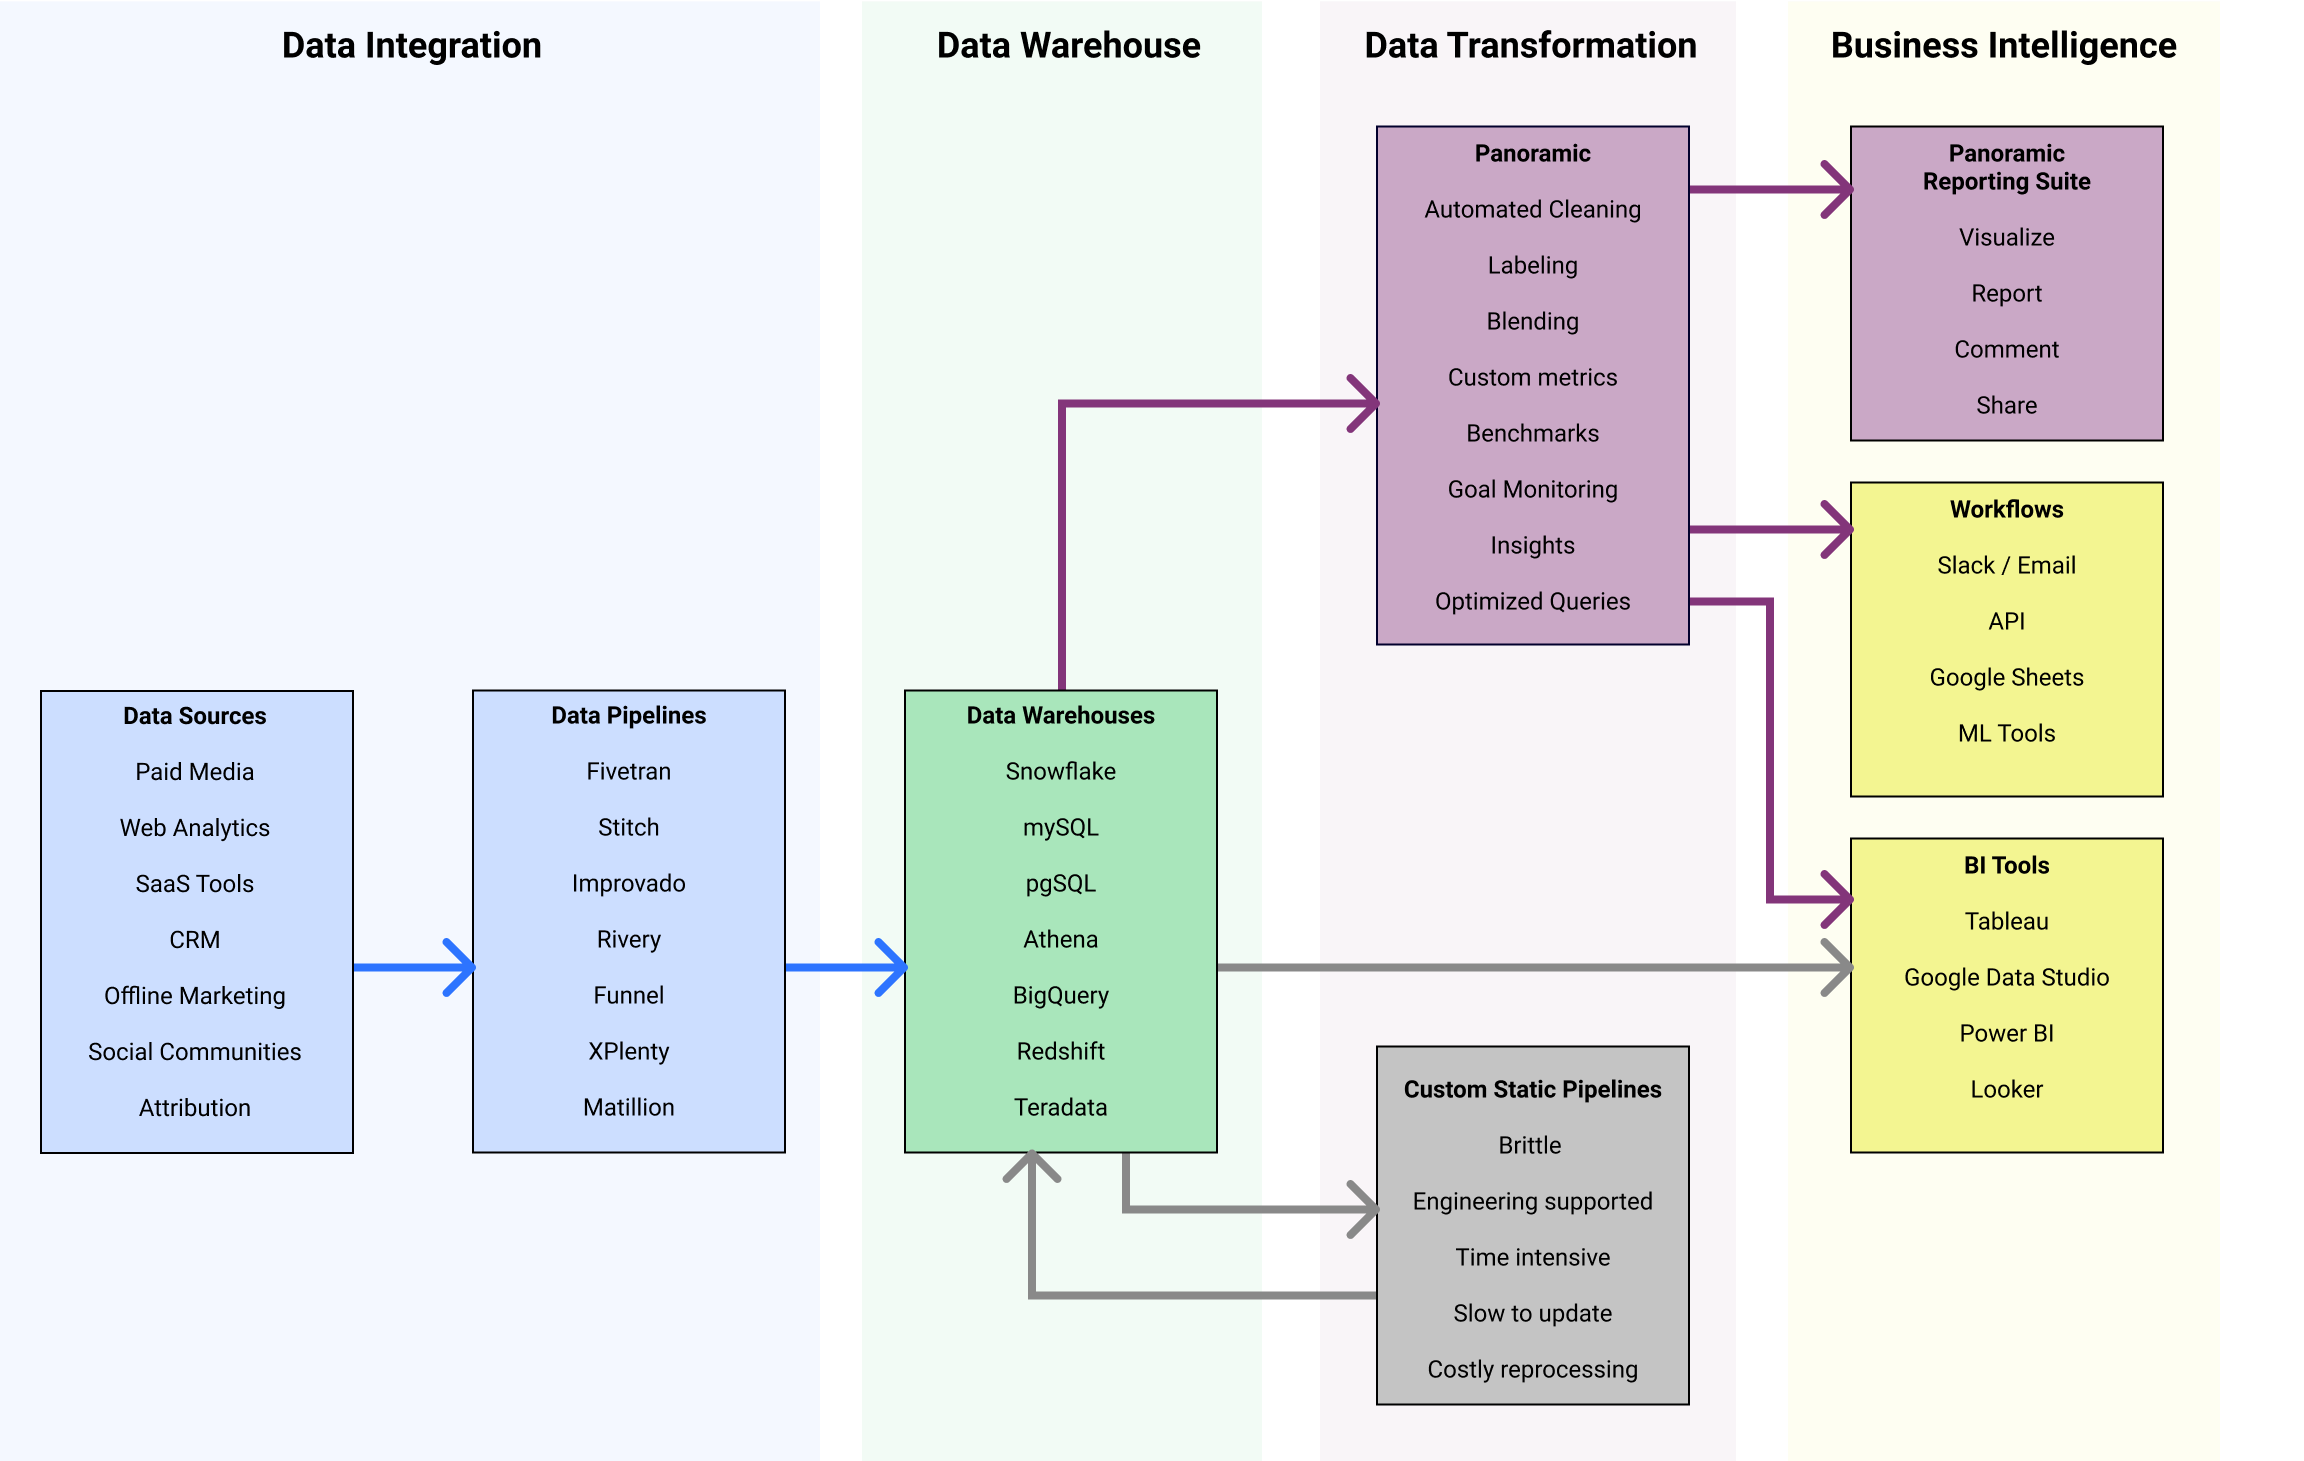 Data Integration
Data Warehouse
Data Transformation
Business Intelligence
Data Sources
Paid Media
Web Analytics
SaaS Tools
CRM
Offline Marketing
Social Communities
Attribution
Data Pipelines
Fivetran
Stitch
Improvado
Rivery
Funnel
XPlenty
Matillion
Data Warehouses
Snowflake
mySQL
pgSQL
Athena
BigQuery
Redshift
Teradata
Panoramic
Automated Cleaning
Labeling
Blending
Custom metrics
Benchmarks
Goal Monitoring
Insights
Optimized Queries
Custom Static Pipelines
Brittle
Engineering supported
Time intensive
Slow to update
Costly reprocessing
Panoramic
Reporting Suite
Visualize
Report
Comment
Share
Workflows
Slack / Email
API
Google Sheets
ML Tools
BI Tools
Tableau
Google Data Studio
Power BI
Looker